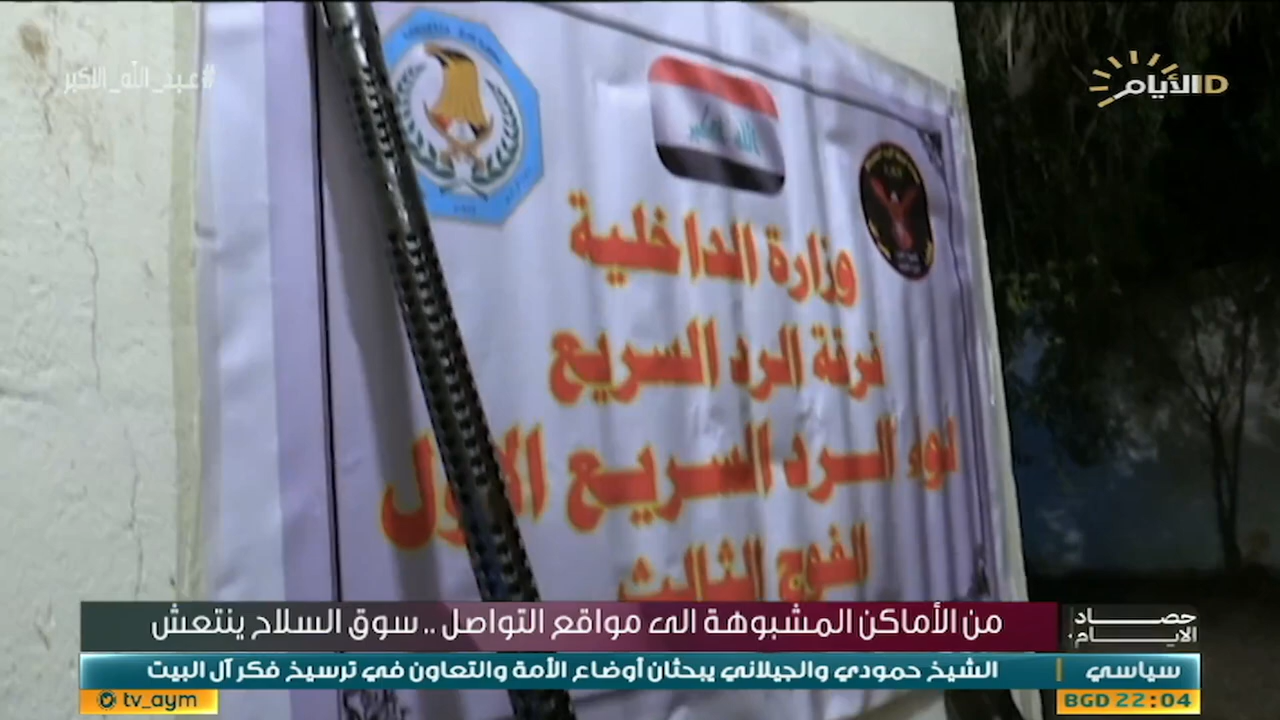 #عبد_الله_الاكبر
الأيام
وزارة الداخلية
فرقة الرد السريع
لواء الرد السريع الاول
الفوج الثالث
حصاد
الايام
من الأماكن المشبوهة الى مواقع التواصل .. سوق السلاح ينتعش
سياسي
الشيخ حمودي والجيلاني يبحثان أوضاع الأمة والتعاون في ترسيخ فكر آل البيت
tv_aym
BGD 22:04